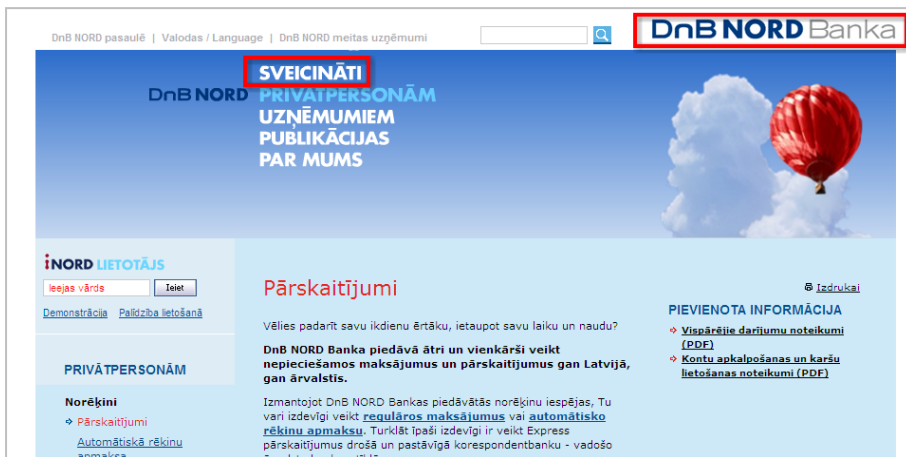 DnB NORD pasaulē | Valodas / Language | DnB NORD meitas uzņēmumi
DnB NORD Banka
SVEICINĀTI
DnB NORD PRIVĀTPERSONĀM
UZŅĒMUMIEM
PUBLIKĀCIJAS
PAR MUMS
iNORD LIETOTĀJS
Ieejas vārds
Ieiet
Demonstrācija Palīdzība lietošanā
PRIVĀTPERSONĀM
Norēķini
Pārskaitījumi
Automātiskā rēķinu
apmaksa
Pārskaitījumi
Vēlies padarīt savu ikdienu ērtāku, ietaupot savu laiku un naudu?
DnB NORD Banka piedāvā ātri un vienkārši veikt
nepieciešamos maksājumus un pārskaitījumus gan Latvijā,
gan ārvalstīs.
Izmantojot DnB NORD Bankas piedāvātās norēķinu iespējas, Tu
vari izdevīgi veikt regulāros maksājumus vai automātisko
rēķinu apmaksu. Turklāt īpaši izdevīgi ir veikt Express
pārskaitījumus drošā un pastāvīgā korespondentbanku - vadošo
Izdrukai
PIEVIENOTA INFORMĀCIJA
Vispārējie darījumu noteikumi
(PDF)
Kontu apkalpošanas un karšu
lietošanas noteikumi (PDF)